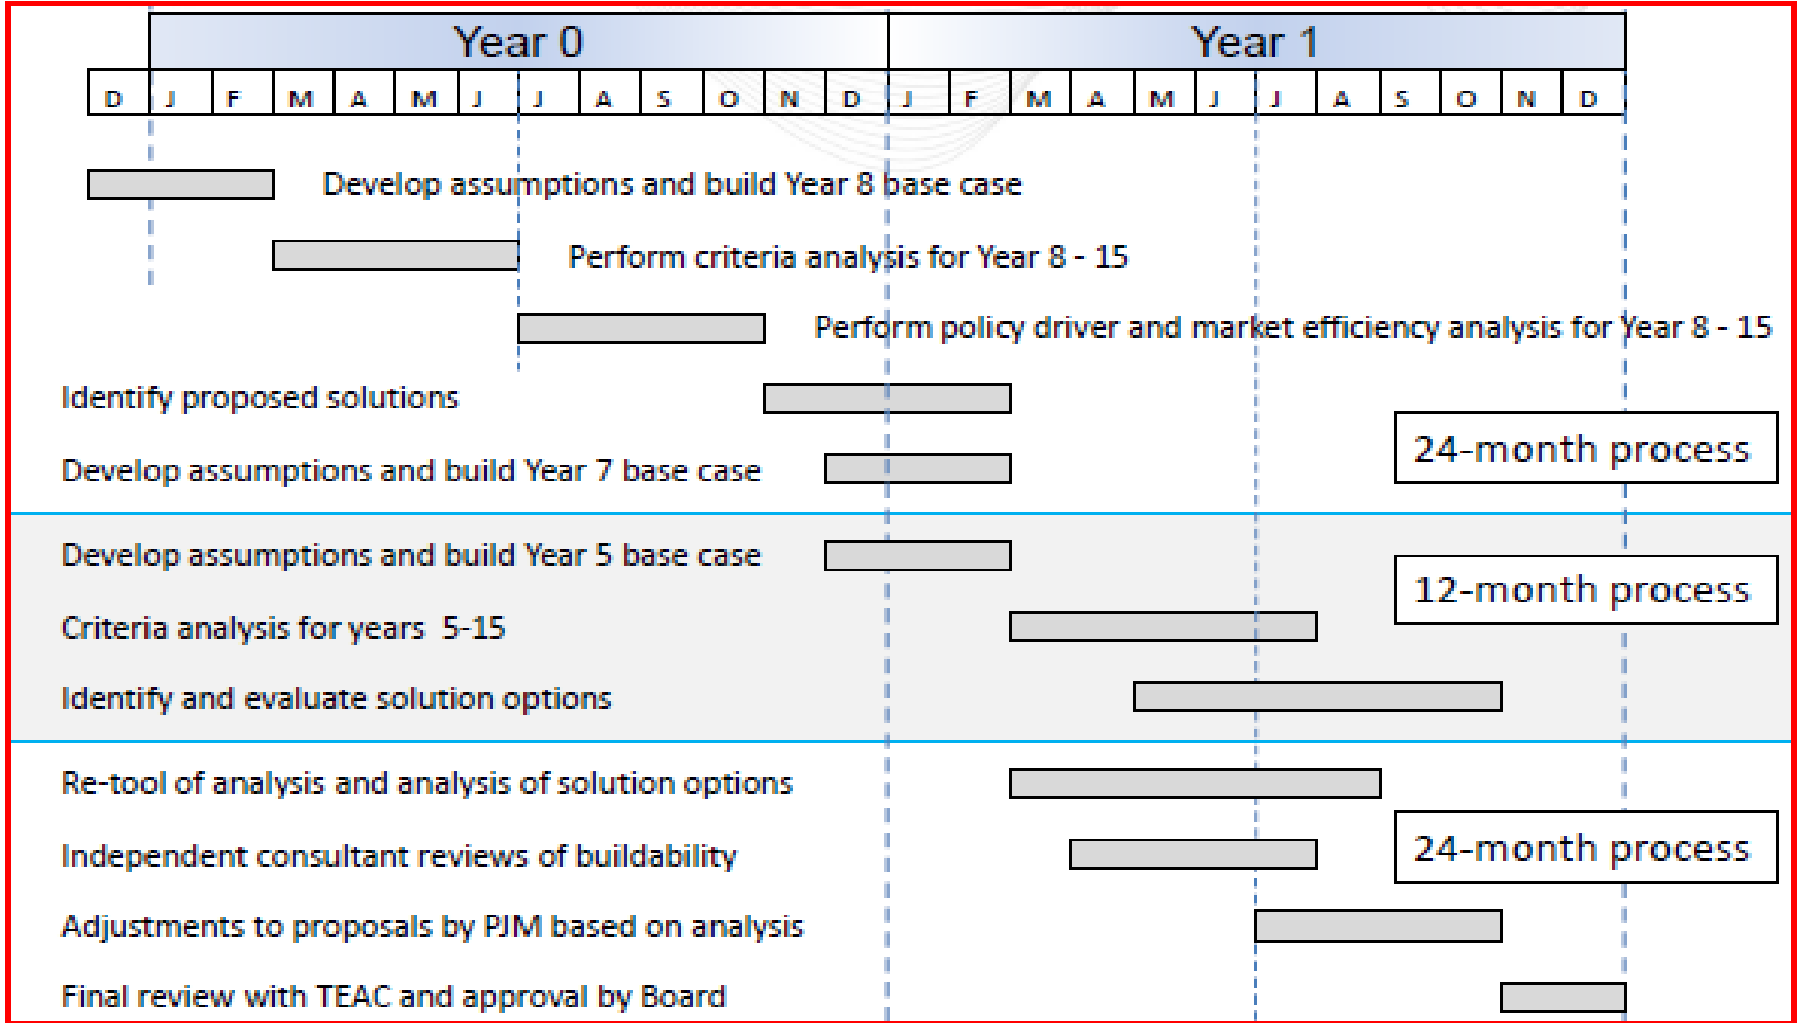 Year 0 Year 1
D J F M A M J J A S O N D J F M A M J J A S O N D
Develop assumptions and build Year 8 base case
Perform criteria analysis for Year 8 - 15
Perform policy driver and market efficiency analysis for Year 8 - 15
Identify proposed solutions
24-month process
Develop assumptions and build Year 7 base case
Develop assumptions and build Year 5 base case
12-month process
Criteria analysis for years 5-15
Identify and evaluate solution options
Re-tool of analysis and analysis of solution options
Independent consultant reviews of buildability
24-month process
Adjustments to proposals by PJM based on analysis
Final review with TEAC and approval by Board